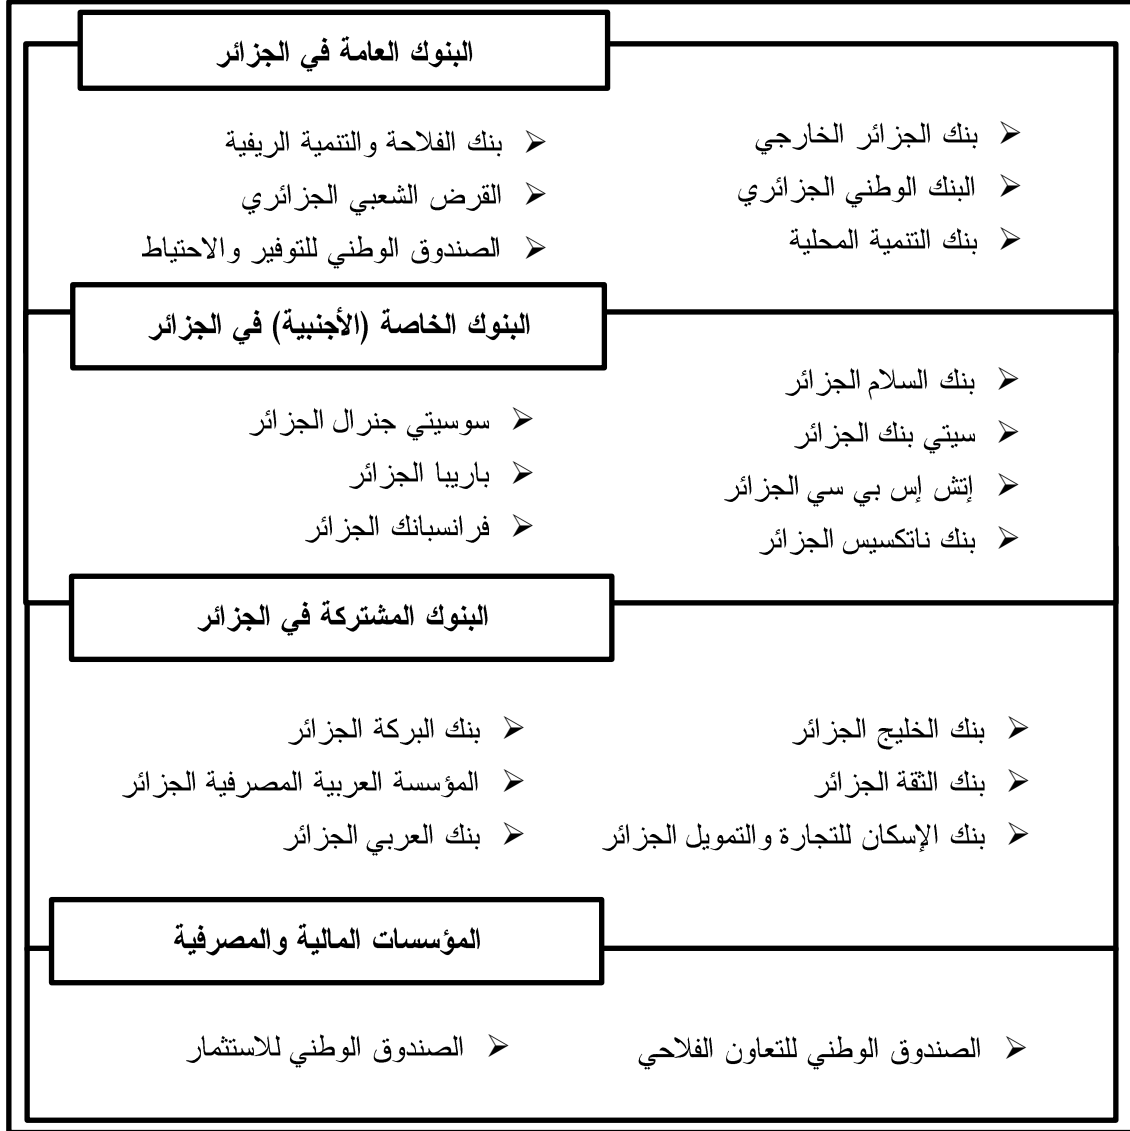 البنوك العامة في الجزائر
بنك الجزائر الخارجي
البنك الوطني الجزائري
بنك التنمية المحلية
بنك الفلاحة والتنمية الريفية
القرض الشعبي الجزائري
الصندوق الوطني للتوفير والاحتياط
البنوك الخاصة (الأجنبية) في الجزائر
بنك السلام الجزائر
سيتي بنك الجزائر
إتش إس بي سي الجزائر
بنك ناتكسيس الجزائر
سوسيتي جنرال الجزائر
باريبا الجزائر
فرانسبانك الجزائر
البنوك المشتركة في الجزائر
بنك الخليج الجزائر
بنك الثقة الجزائر
بنك الإسكان للتجارة والتمويل الجزائر
بنك البركة الجزائر
المؤسسة العربية المصرفية الجزائر
بنك العربي الجزائر
المؤسسات المالية والمصرفية
الصندوق الوطني للتعاون الفلاحي
الصندوق الوطني للاستثمار